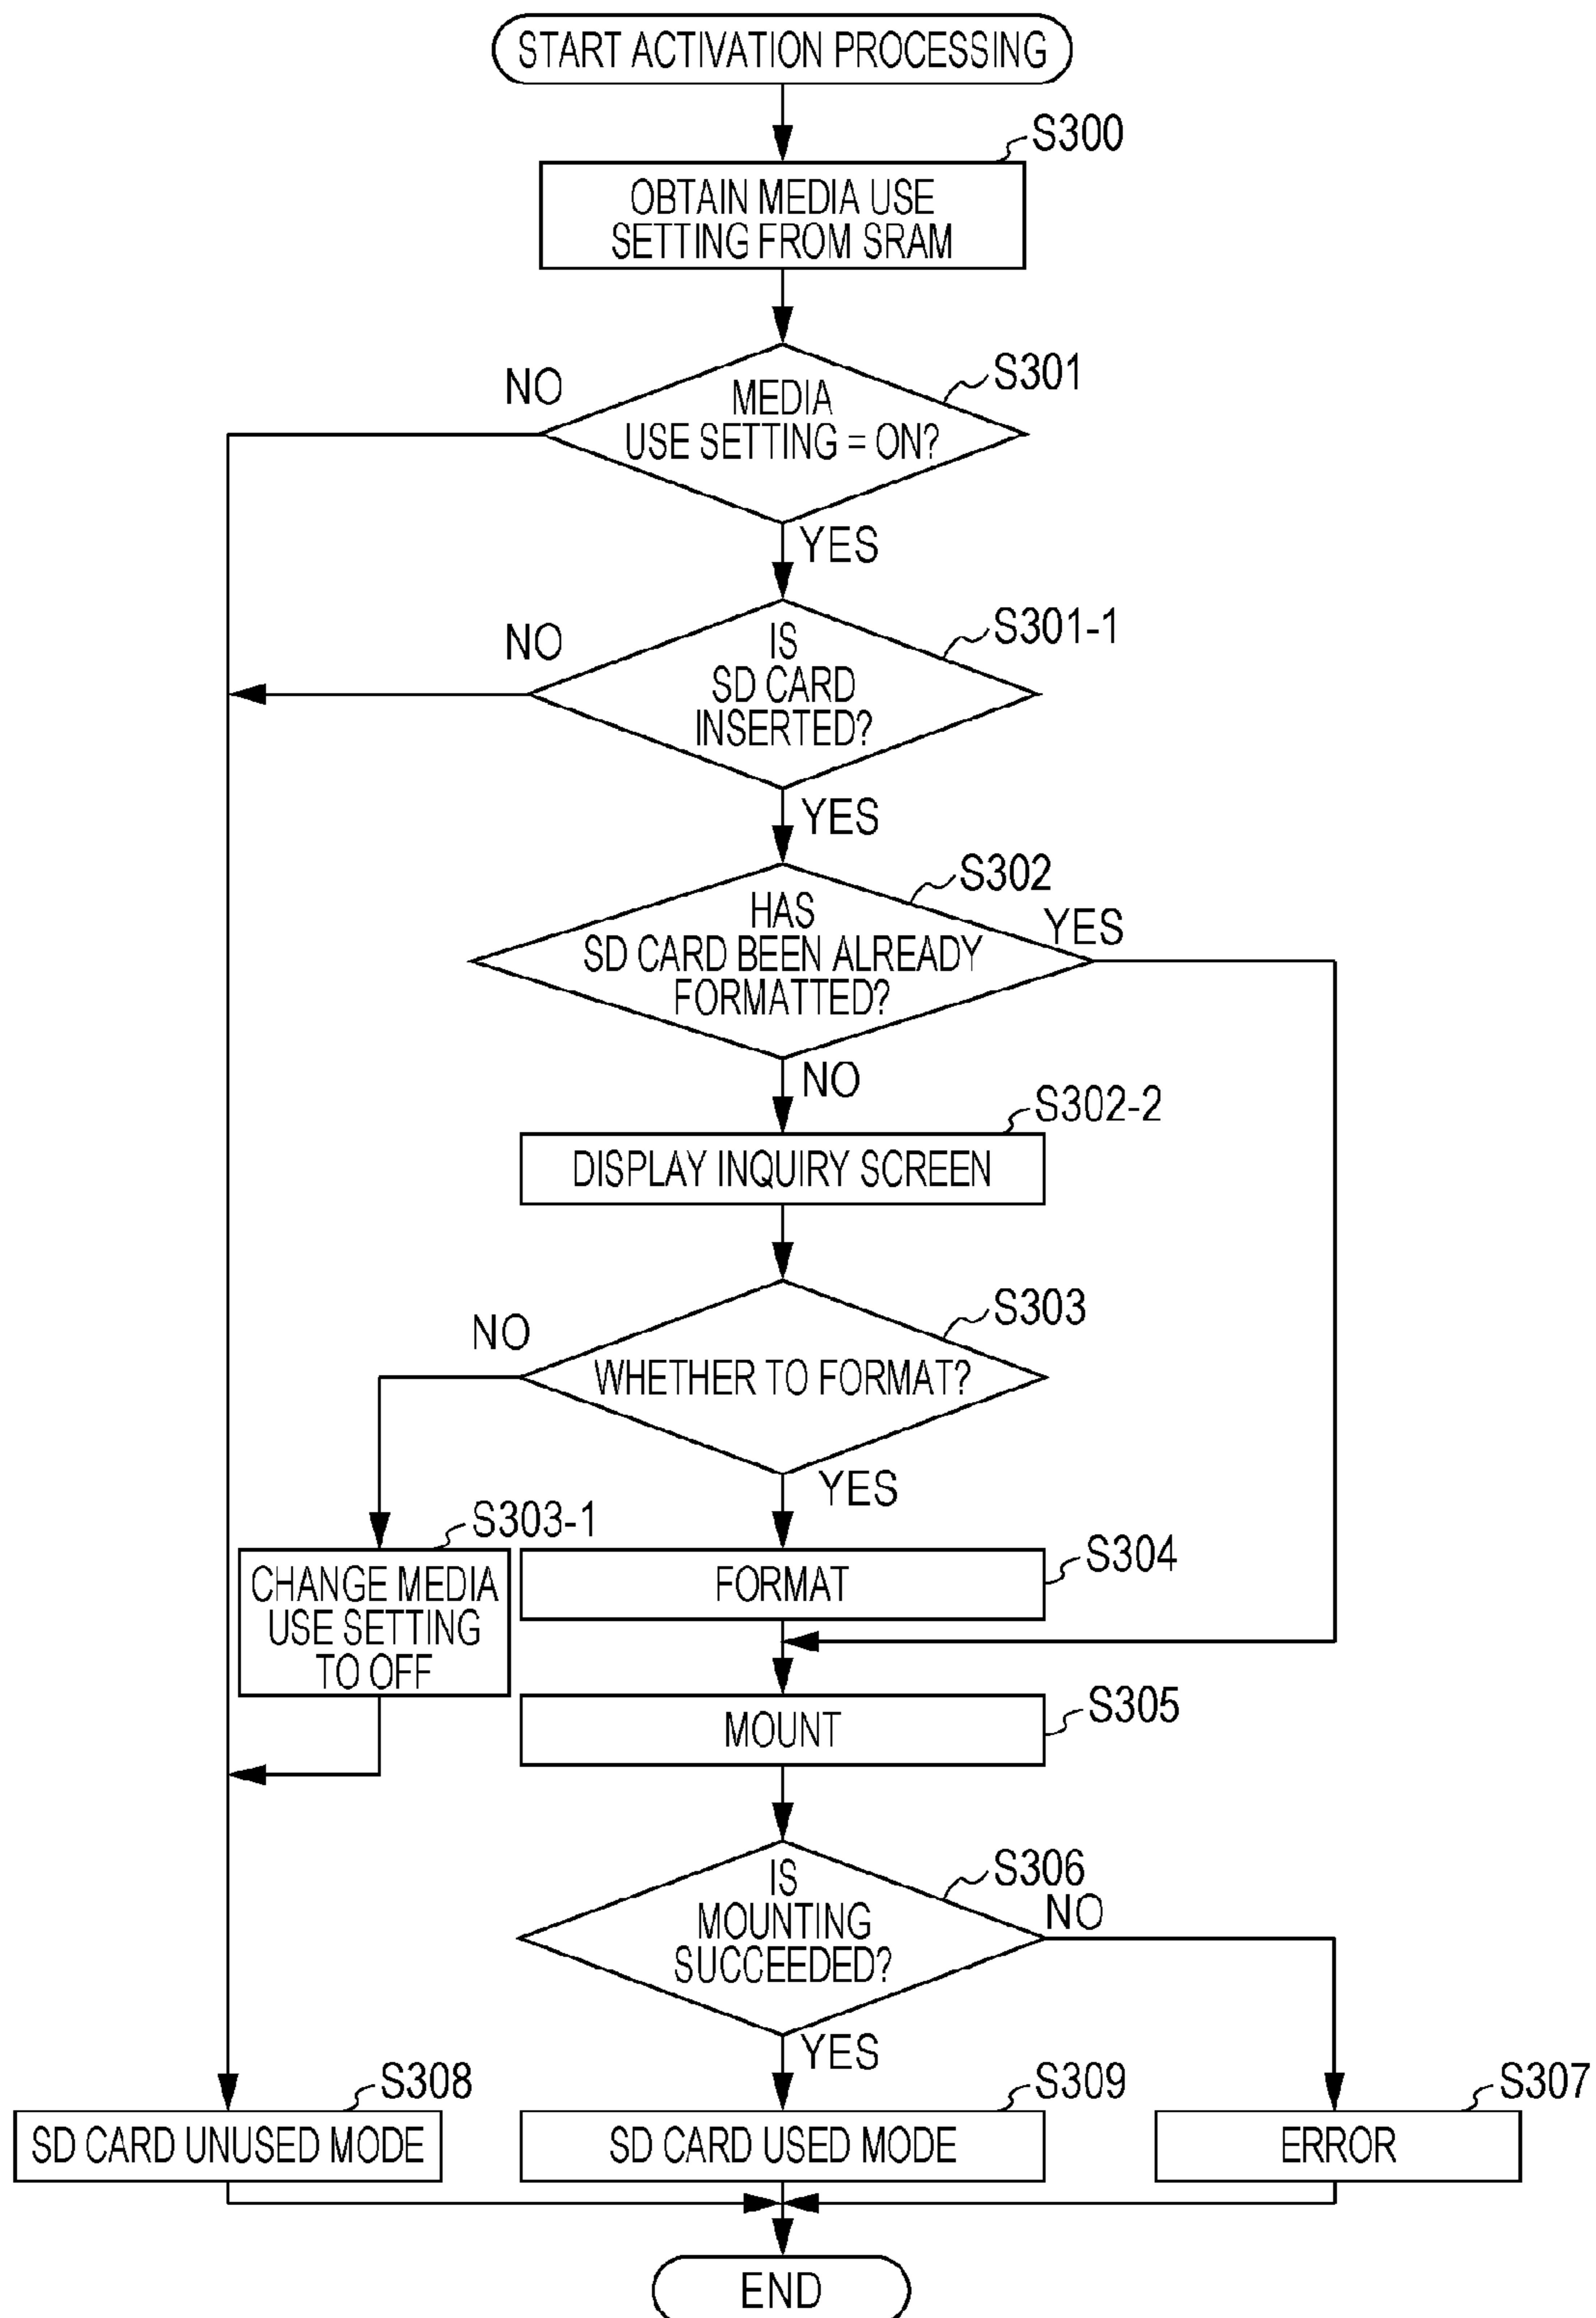 START ACTIVATION PROCESSING
S300
OBTAIN MEDIA USE
SETTING FROM SRAM
S301
NO
MEDIA
USE SETTING = ON?
YES
S301-1
NO
IS
SD CARD
INSERTED?
YES
S302
HAS
SD CARD BEEN ALREADY
FORMATTED?
YES
NO
S302-2
DISPLAY INQUIRY SCREEN
S303
NO
WHETHER TO FORMAT?
YES
S303-1
CHANGE MEDIA
USE SETTING
TO OFF
S304
FORMAT
S305
MOUNT
S306
IS
MOUNTING
SUCCEEDED?
NO
YES
S308
SD CARD UNUSED MODE
S309
SD CARD USED MODE
S307
ERROR
END